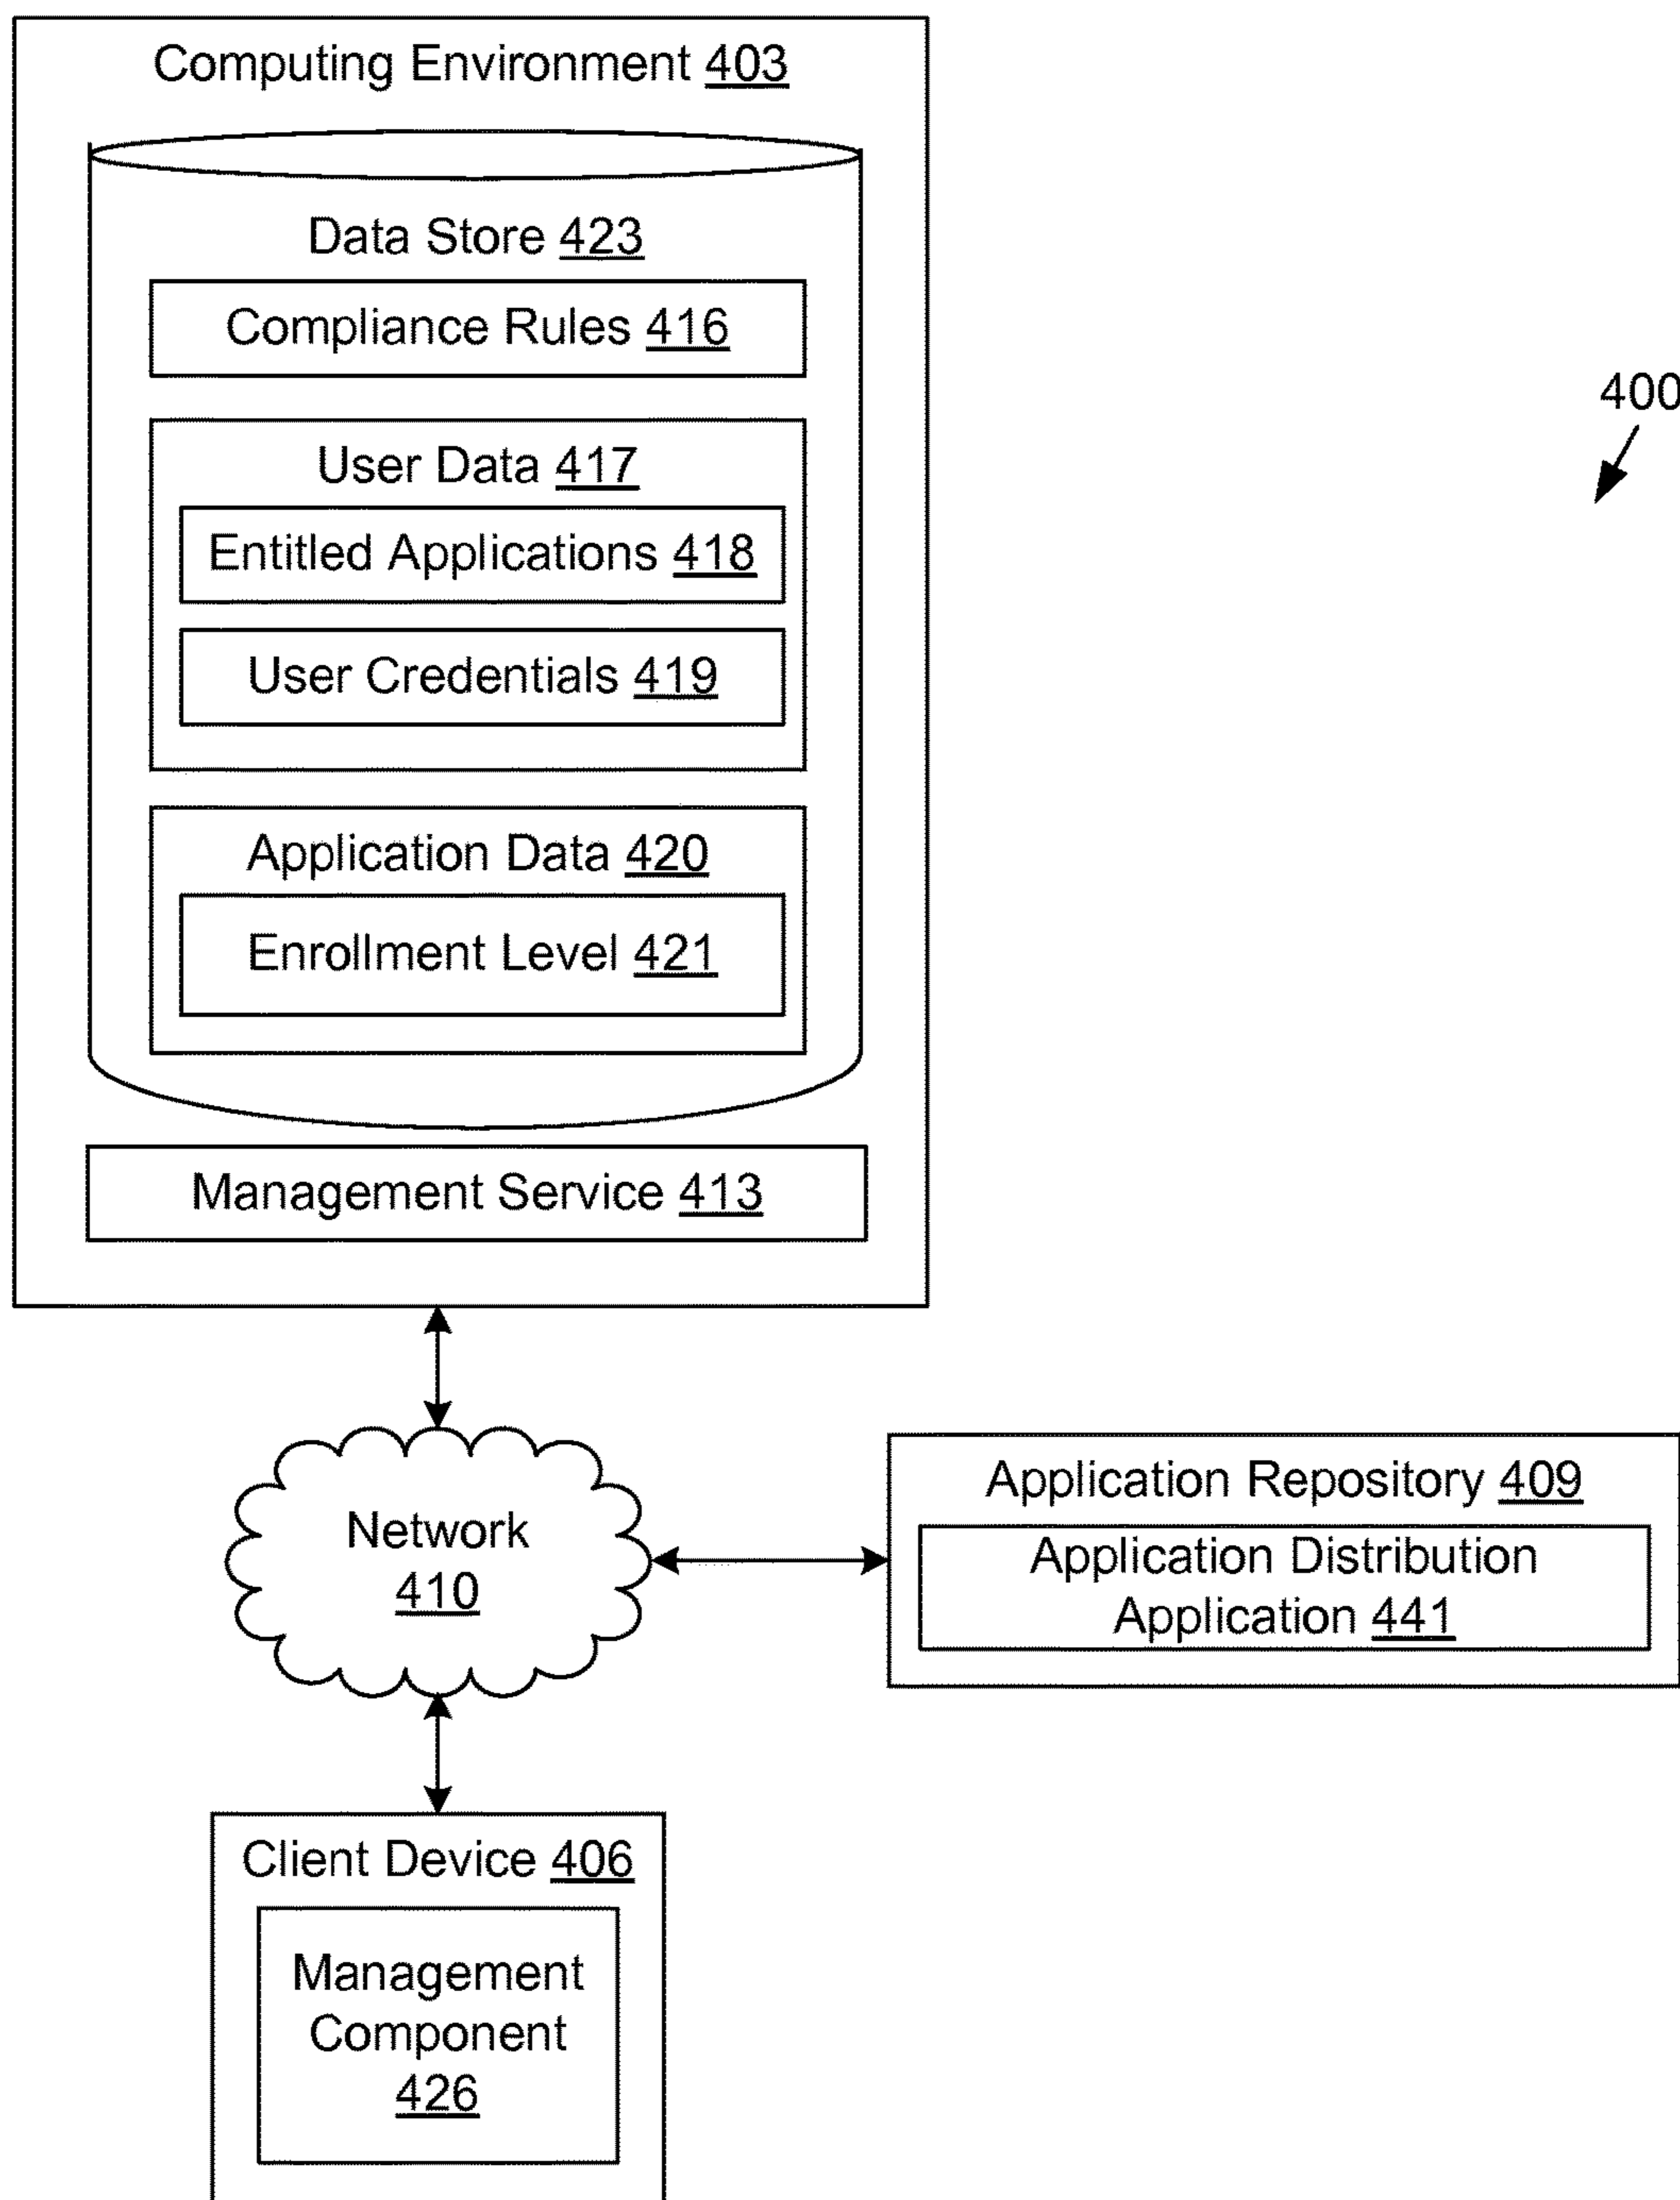 Computing Environment 403
Data Store 423
Compliance Rules 416
400
User Data 417
Entitled Applications 418
User Credentials 419
Application Data 420
Enrollment Level 421
Management Service 413
Network
410
Application Repository 409
Application Distribution
Application 441
Client Device 406
Management
Component
426